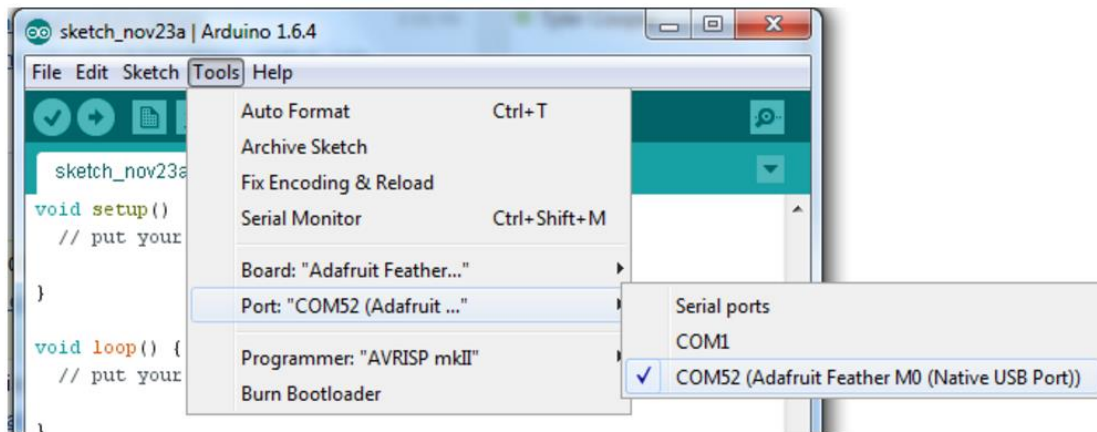 sketch_nov23a | Arduino 1.6.4
File Edit Sketch Tools Help
Auto Format Ctrl+T
Archive Sketch
sketch_nov23a
Fix Encoding & Reload
void setup()
Serial Monitor Ctrl+Shift+M
// put your
Board: "Adafruit Feather..."
}
Port: "COM52 (Adafruit ..."
Serial ports
COM1
void loop() {
Programmer: "AVRISP mkII"
// put your
COM52 (Adafruit Feather M0 (Native USB Port))
Burn Bootloader
}